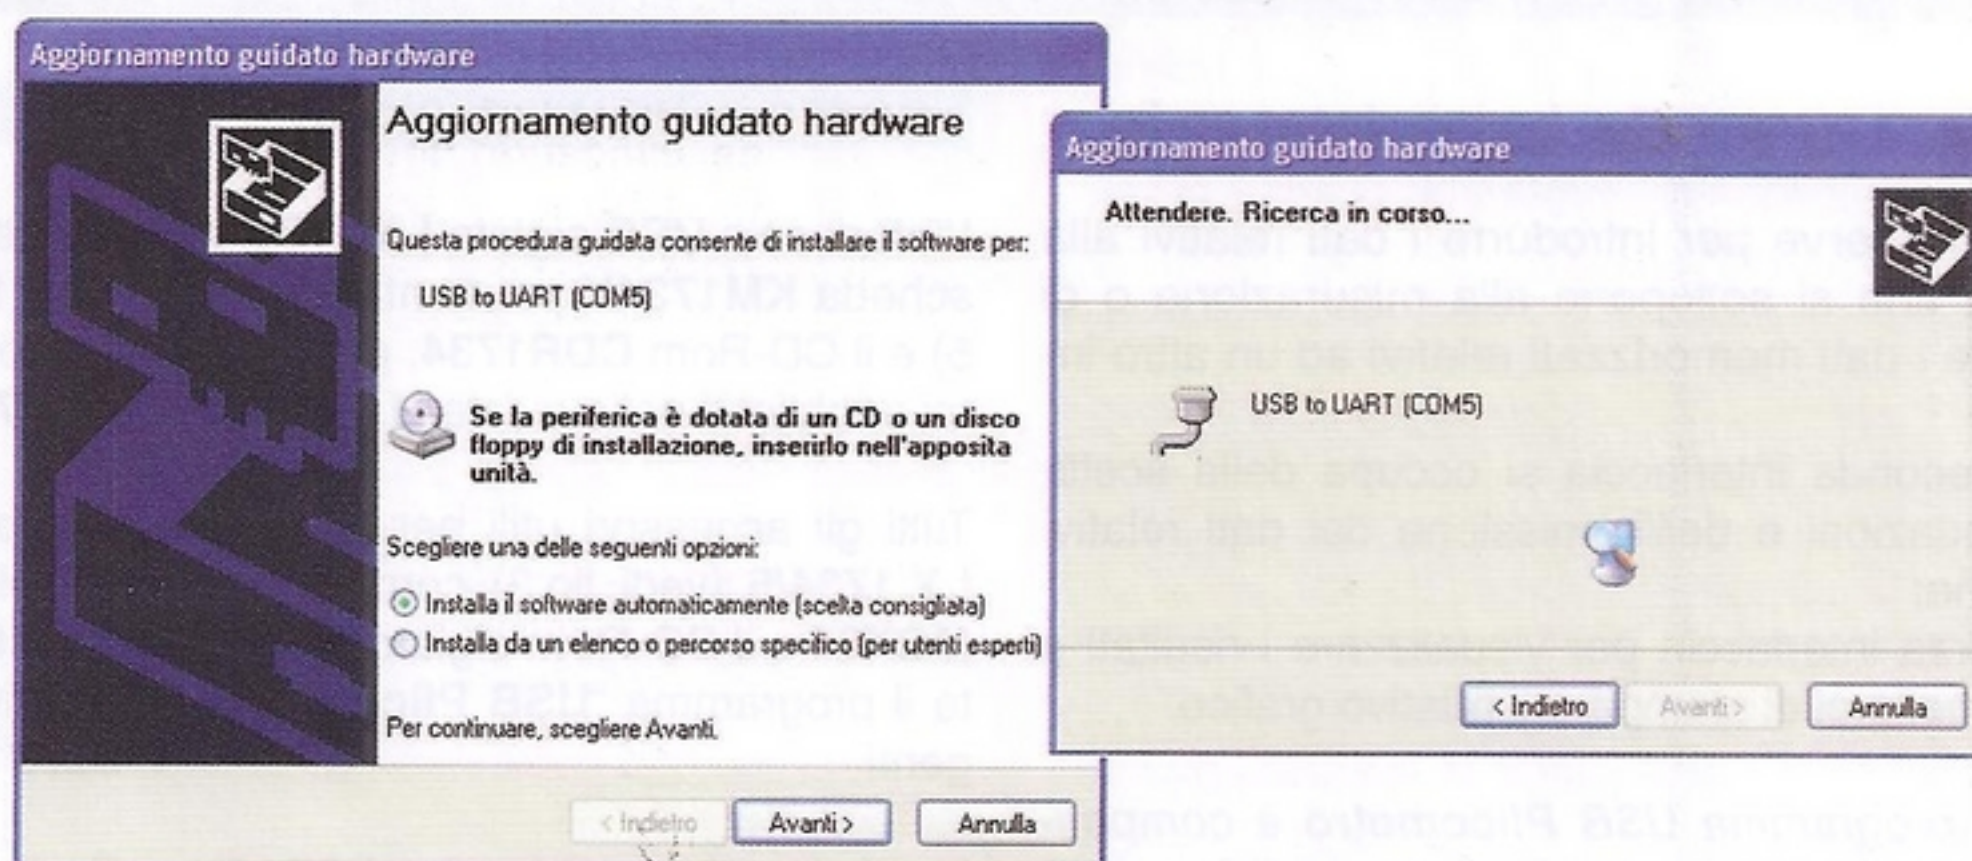 Aggiornamento guidato hardware
Aggiornamento guidato hardware
Questa procedura guidata consente di installare il software per:
USB to UART (COM5)
Se la periferica è dotata di un CD o un disco
floppy di installazione, inserirlo nell'apposita
unità.
Scegliere una delle seguenti opzioni:
Installa il software automaticamente (scelta consigliata)
Installa da un elenco o percorso specifico (per utenti esperti)
Per continuare, scegliere Avanti.
< Indietro
Avanti >
Annulla
Aggiornamento guidato hardware
Attendere. Ricerca in corso...
USB to UART (COM5)
< Indietro
Avanti >
Annulla